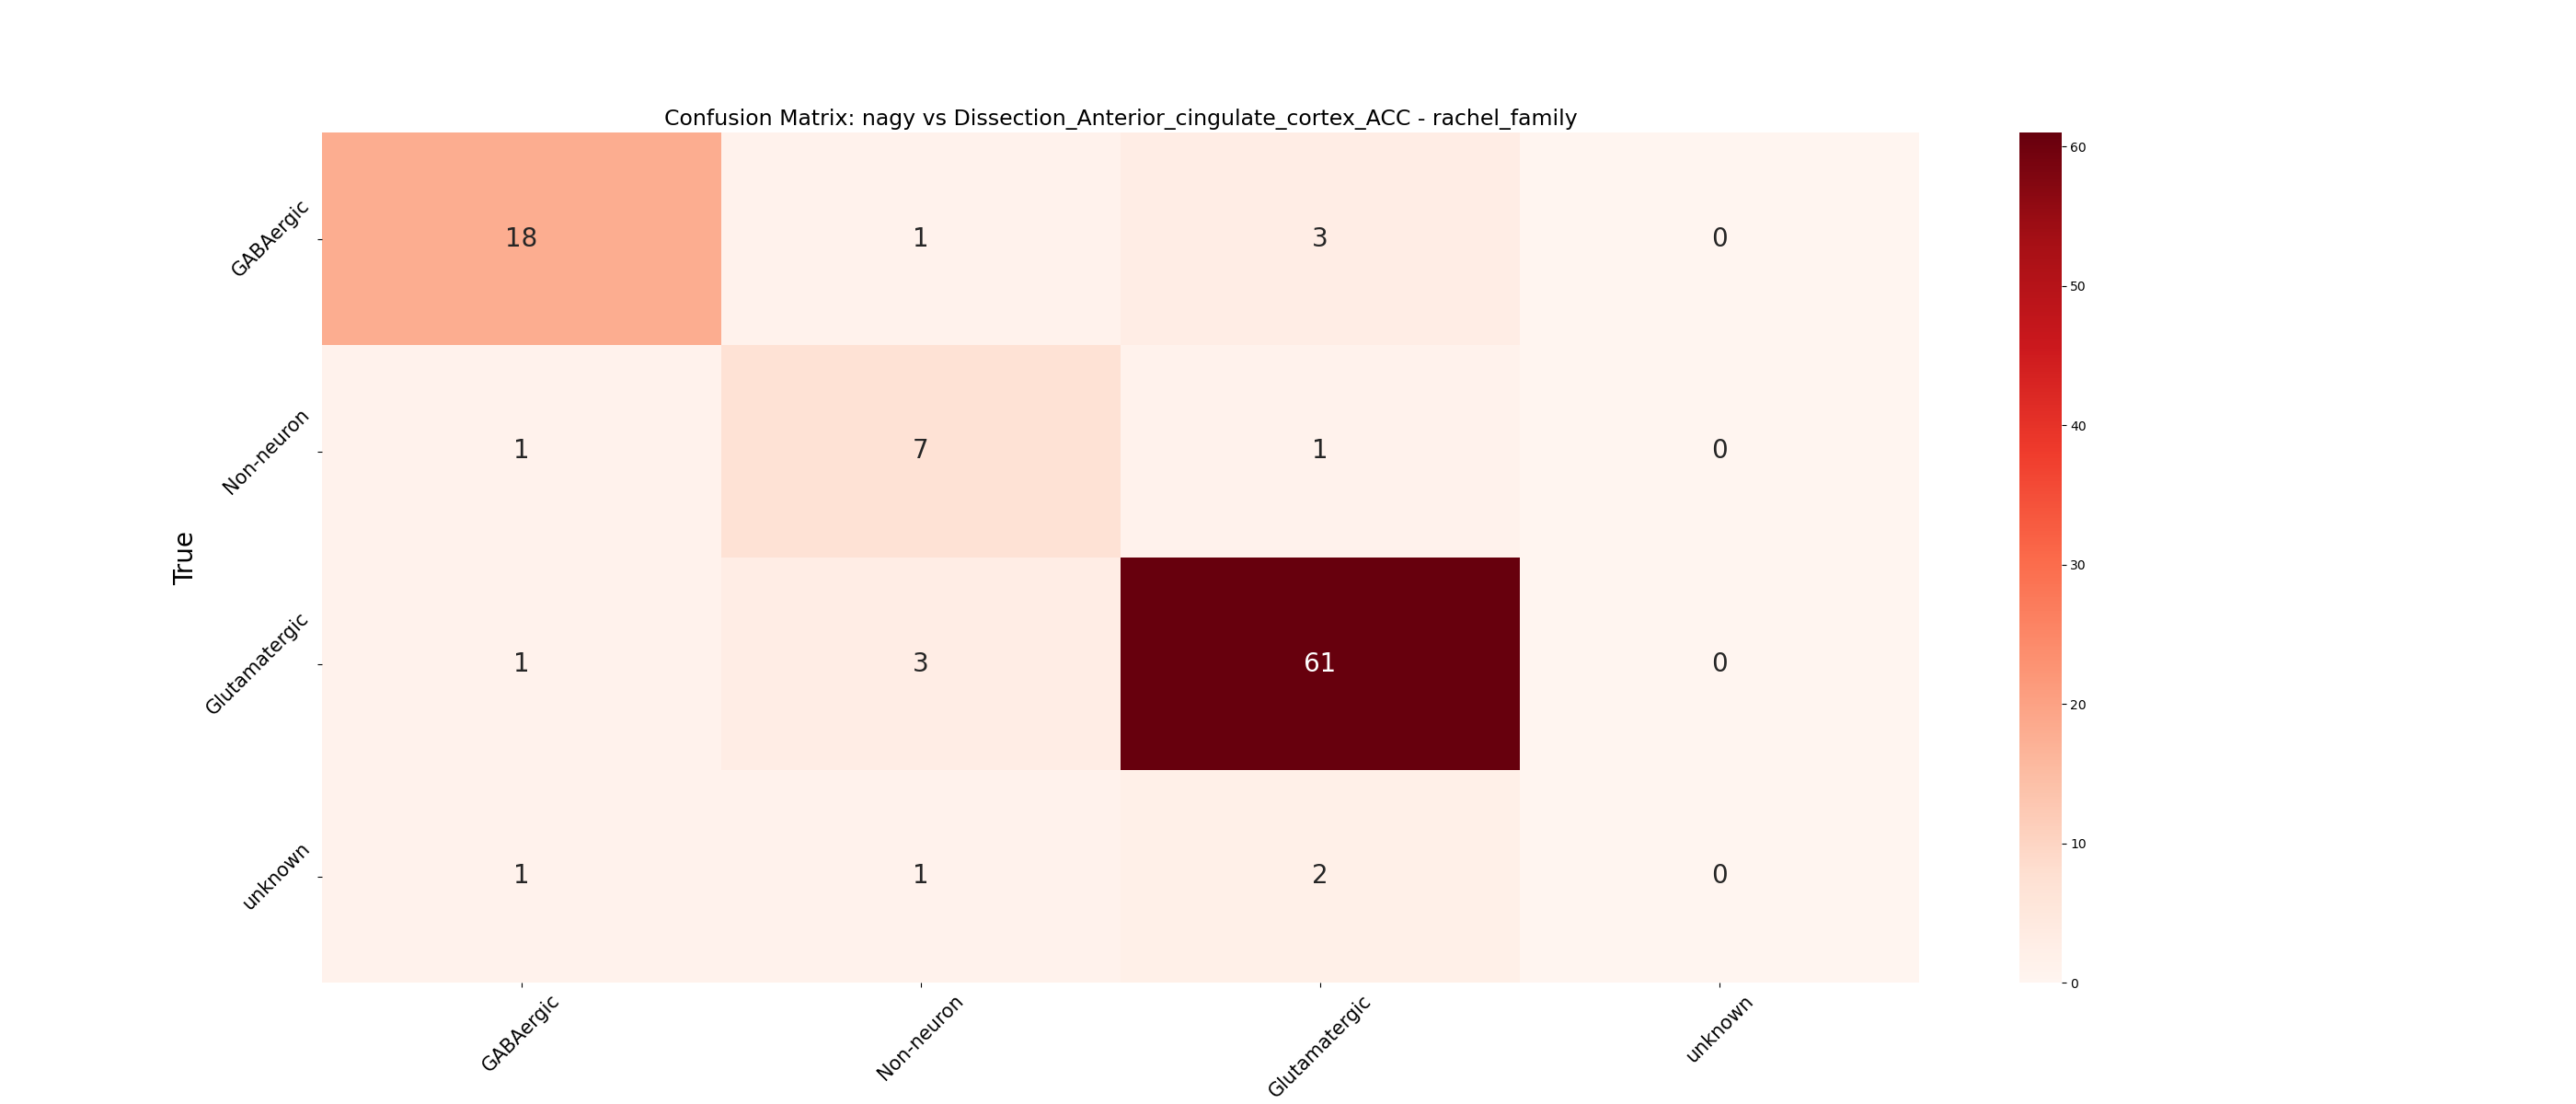 Confusion Matrix: nagy vs Dissection_Anterior_cingulate_cortex_ACC - rachel_family
True
GABAergic
18 1 3 0
Non-neuron
1 7 1 0
Glutamatergic
1 3 61 0
unknown
1 1 2 0
GABAergic Non-neuron Glutamatergic unknown
60
50
40
30
20
10
0